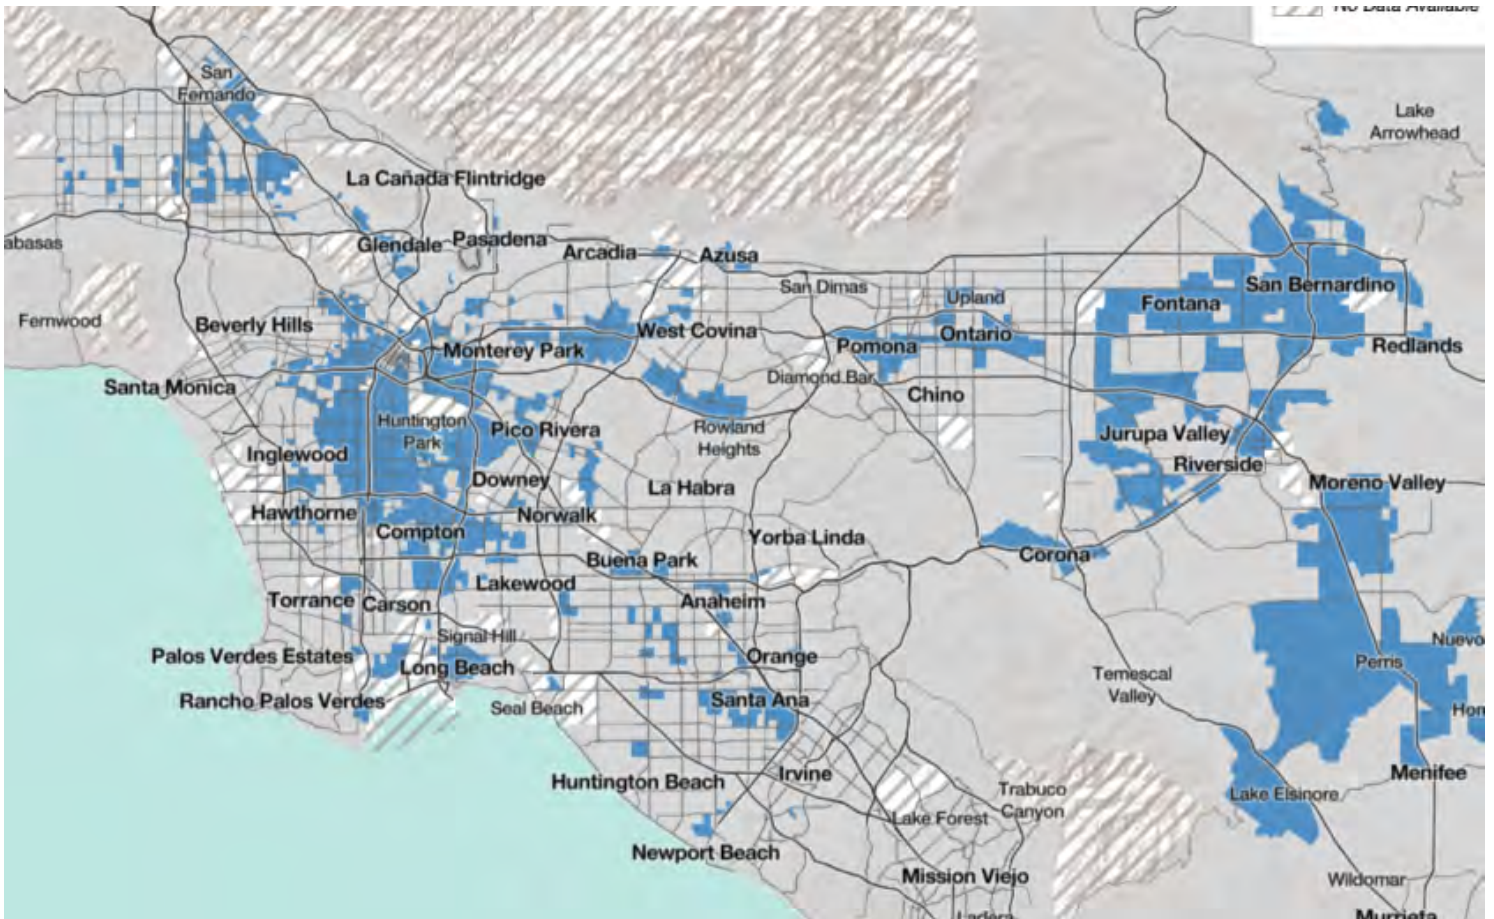 No Data Available
San
Fernando
Lake
Arrowhead
La Cañada Flintridge
abasas
Glendale
Pasadena
Arcadia
Azusa
San Dimas
Upland
Fontana
San Bernardino
Fernwood
Beverly Hills
Monterey Park
West Covina
Pomona
Ontario
Redlands
Santa Monica
Diamond Bar
Chino
Huntington
Park
Pico Rivera
Rowland
Heights
Jurupa Valley
Inglewood
Riverside
Downey
La Habra
Moreno Valley
Hawthorne
Norwalk
Compton
Yorba Linda
Buena Park
Corona
Lakewood
Torrance
Carson
Anaheim
Signal Hill
Nuevo
Palos Verdes Estates
Long Beach
Orange
Perris
Temescal
Valley
Rancho Palos Verdes
Seal Beach
Santa Ana
Hom
Huntington Beach
Irvine
Menifee
Trabuco
Canyon
Lake Elsinore
Lake Forest
Newport Beach
Mission Viejo
Wildomar
Ladera
Murrieta